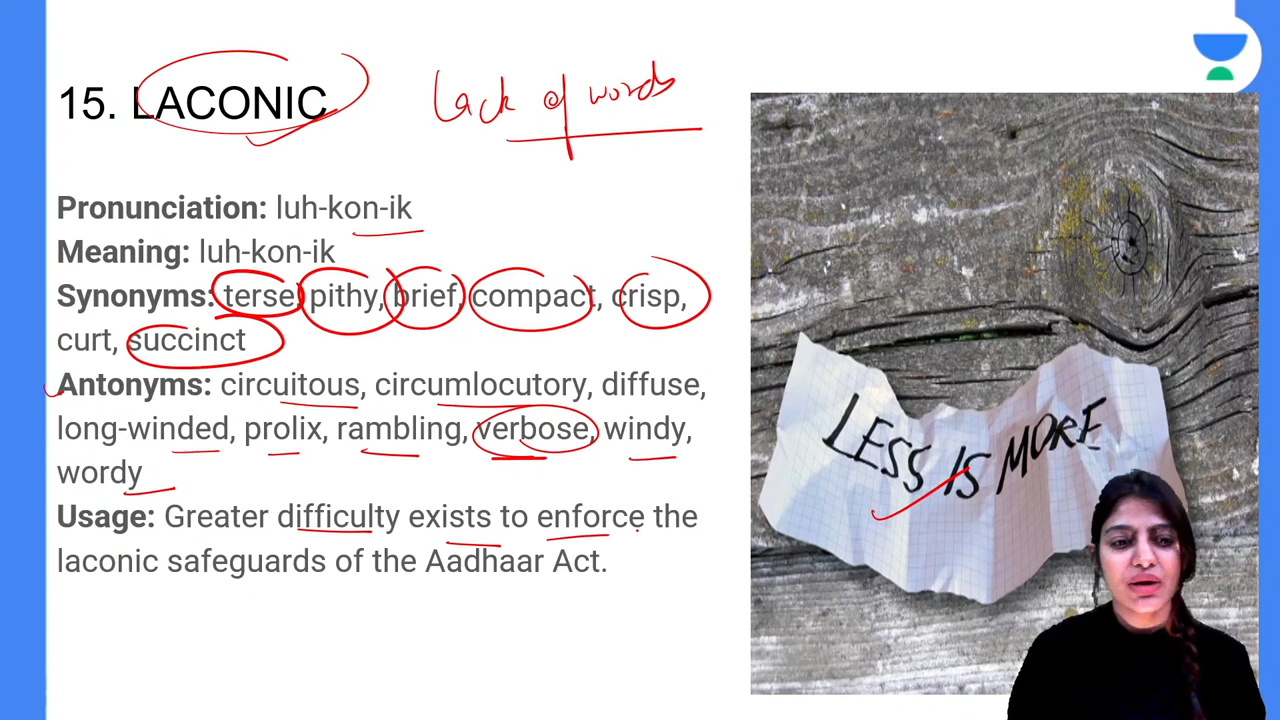 15. LACONIC
Lack of words
Pronunciation: luh-kon-ik
Meaning: luh-kon-ik
Synonyms: terse, pithy, brief, compact, crisp,
curt, succinct
Antonyms: circuitous, circumlocutory, diffuse,
long-winded, prolix, rambling, verbose, windy,
wordy
Usage: Greater difficulty exists to enforce the
laconic safeguards of the Aadhaar Act.
LESS IS MORE